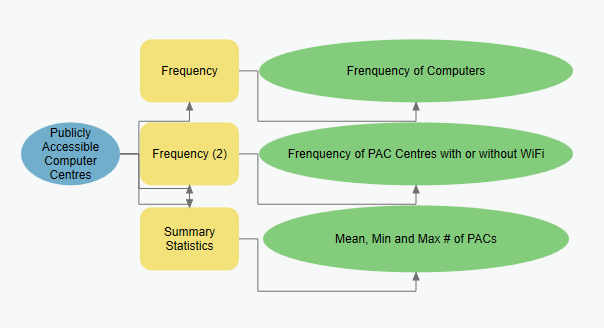 Publicly
Accessible
Computer
Centres
Frequency
Frenquency of Computers
Frequency (2)
Frenquency of PAC Centres with or without WiFi
Summary
Statistics
Mean, Min and Max # of PACs